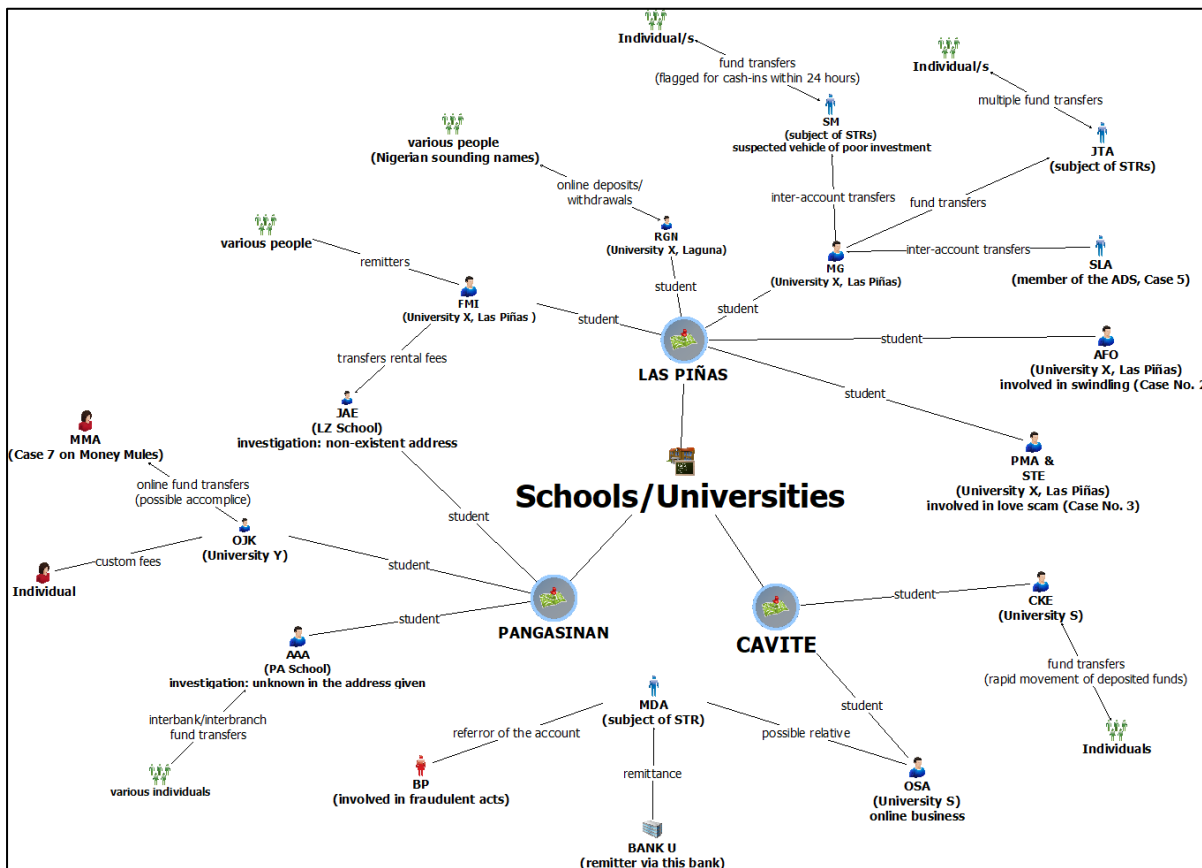 Individual/s
fund transfers
(flagged for cash-ins within 24 hours)
Individual/s
multiple fund transfers
SM
(subject of STRs)
suspected vehicle of poor investment
JTA
(subject of STRs)
various people
(Nigerian sounding names)
online deposits/
withdrawals
inter-account transfers
fund transfers
RGN
(University X, Laguna)
inter-account transfers
MG
(University X, Las Piñas)
SLA
(member of the ADS, Case 5)
various people
remitters
FMI
(University X, Las Piñas )
student
student
student
student
AFO
(University X, Las Piñas)
involved in swindling (Case No. 2
transfers rental fees
LAS PIÑAS
student
JAE
(LZ School)
investigation: non-existent address
MMA
(Case 7 on Money Mules)
PMA &
STE
(University X, Las Piñas)
involved in love scam (Case No. 3)
online fund transfers
(possible accomplice)
Schools/Universities
student
OJK
(University Y)
custom fees
student
Individual
student
student
CKE
(University S)
PANGASINAN
CAVITE
AAA
(PA School)
investigation: unknown in the address given
fund transfers
(rapid movement of deposited funds)
MDA
(subject of STR)
student
interbank/interbranch
fund transfers
referror of the account
possible relative
Individuals
various individuals
BP
(involved in fraudulent acts)
remittance
OSA
(University S)
online business
BANK U
(remitter via this bank)